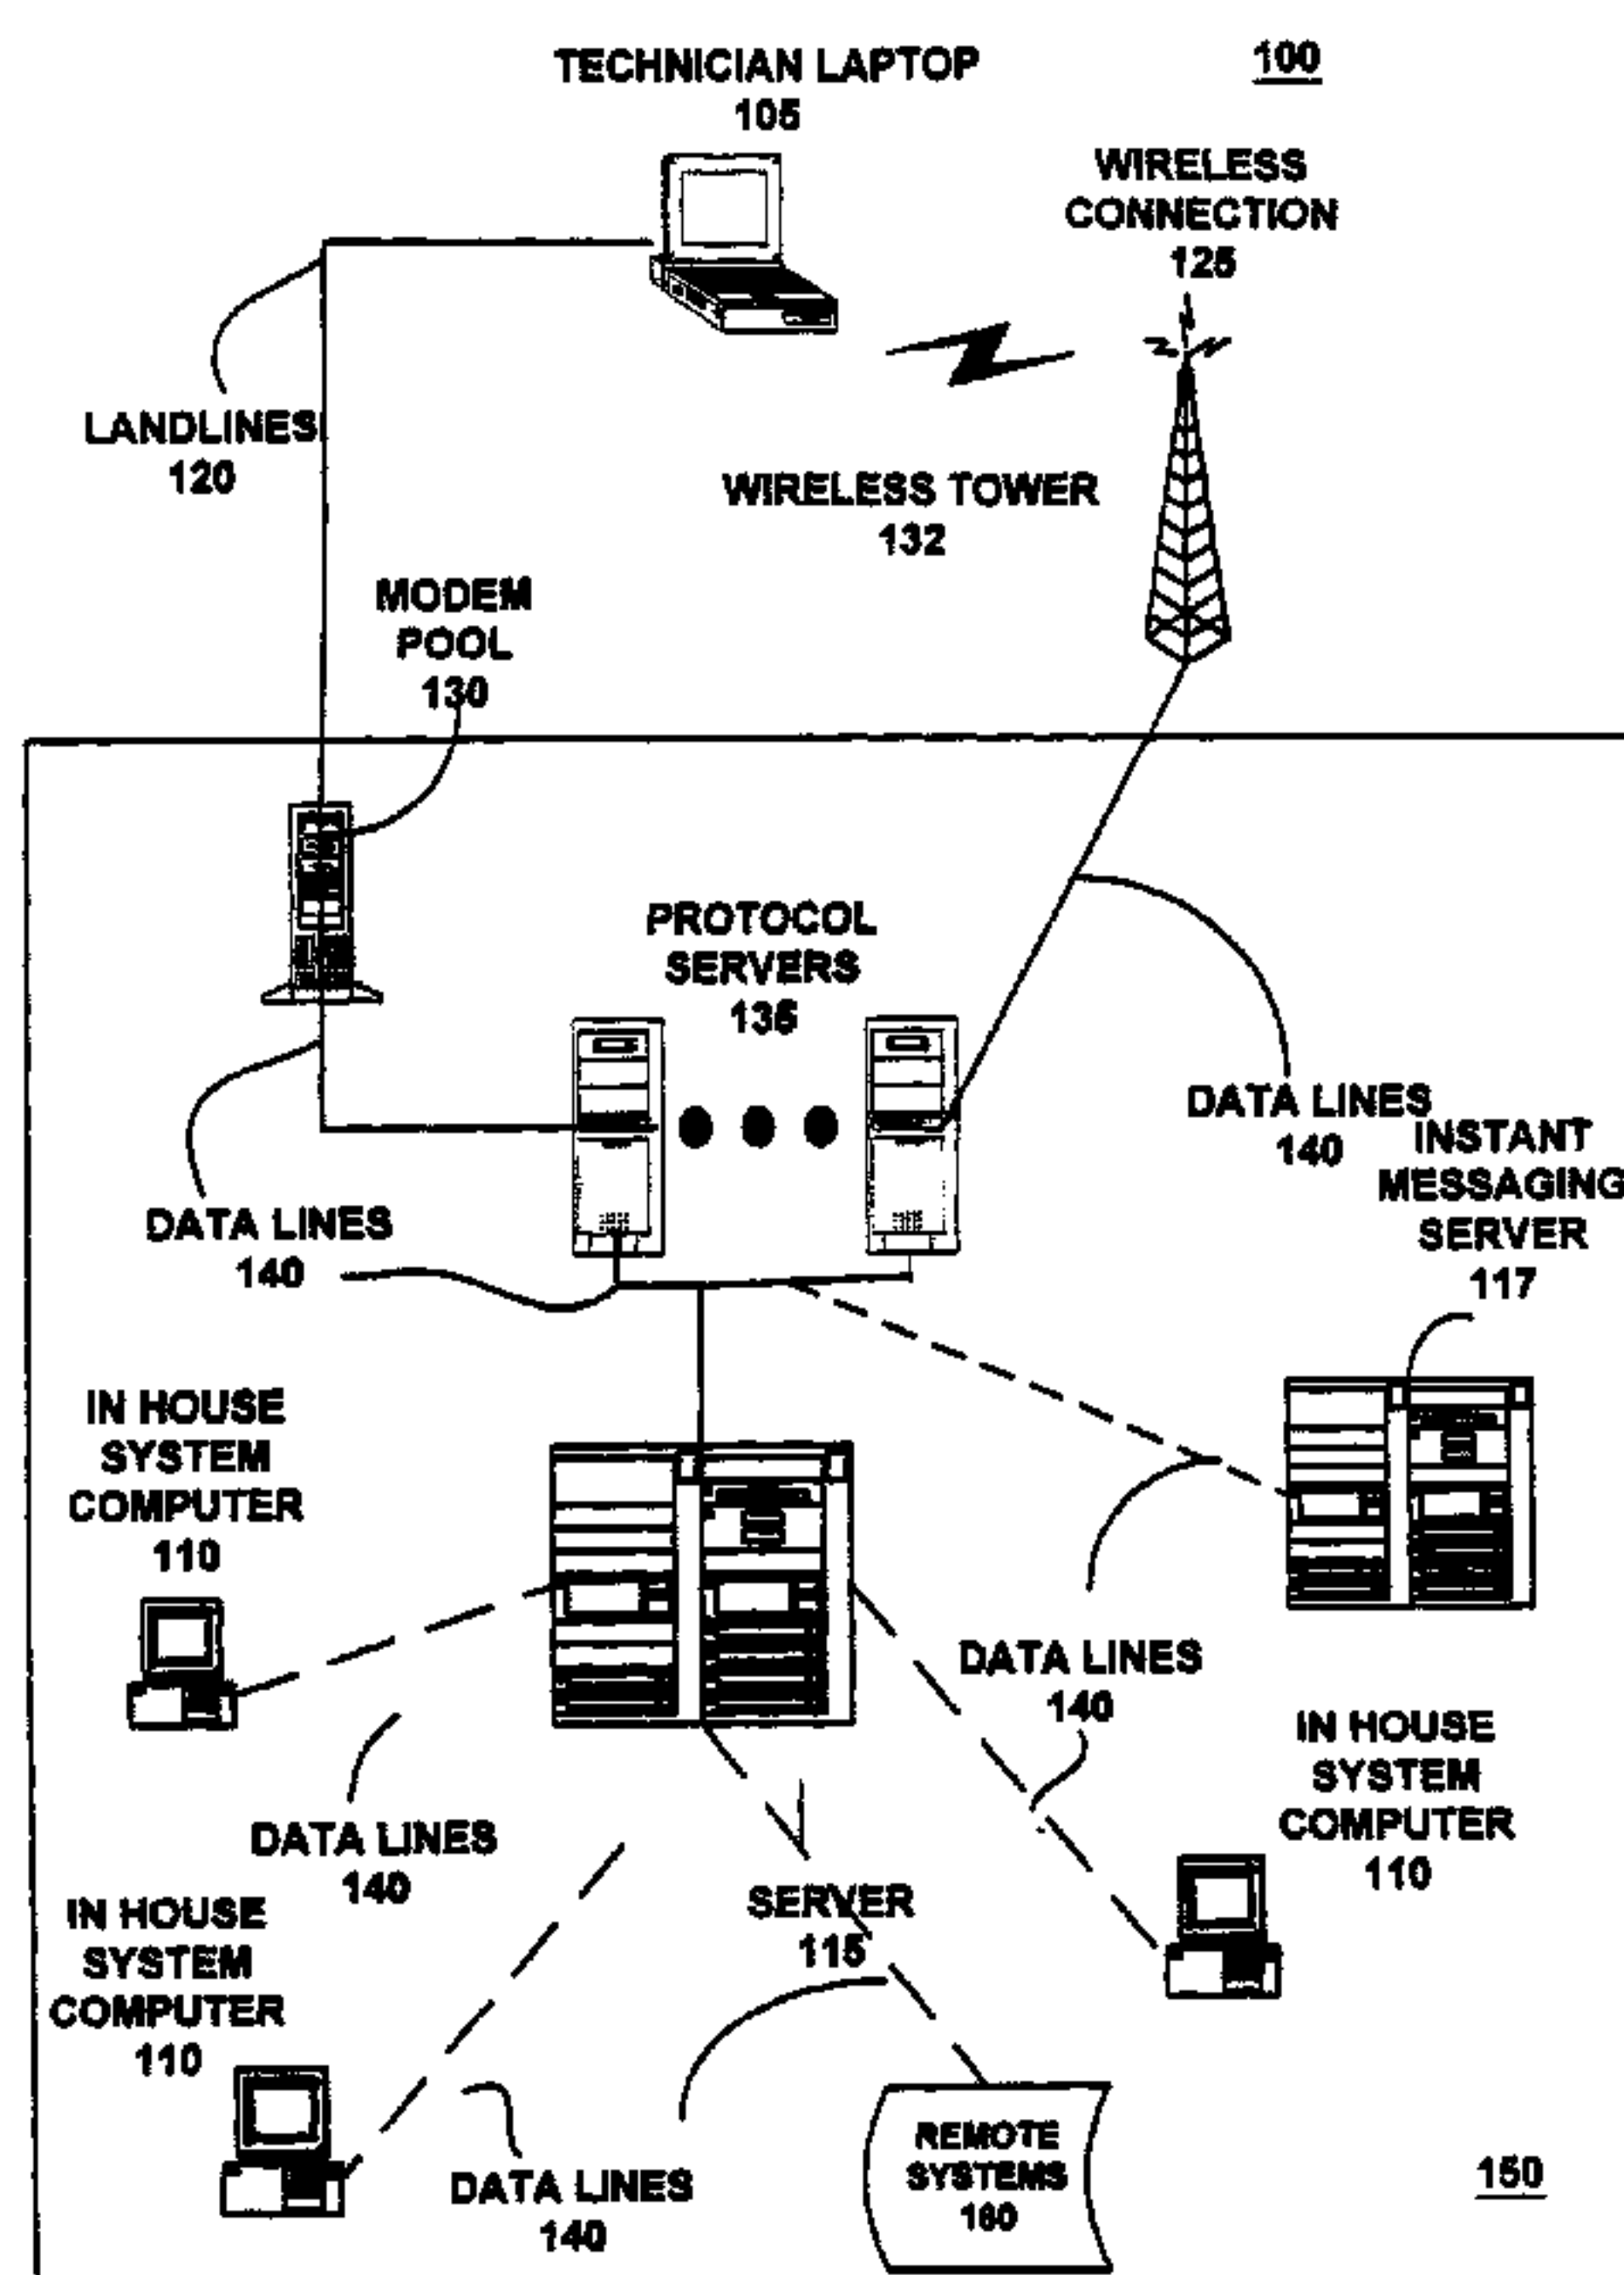 TECHNICIAN LAPTOP
105
100
WIRELESS
CONNECTION
125
LANDLINES
120
WIRELESS TOWER
132
MODEM
POOL
130
PROTOCOL
SERVERS
135
DATA LINES
140
INSTANT
MESSAGING
SERVER
117
DATA LINES
140
IN HOUSE
SYSTEM
COMPUTER
110
DATA LINES
140
IN HOUSE
SYSTEM
COMPUTER
110
DATA LINES
140
SERVER
115
IN HOUSE
SYSTEM
COMPUTER
110
REMOTE
SYSTEMS
160
DATA LINES
140
150